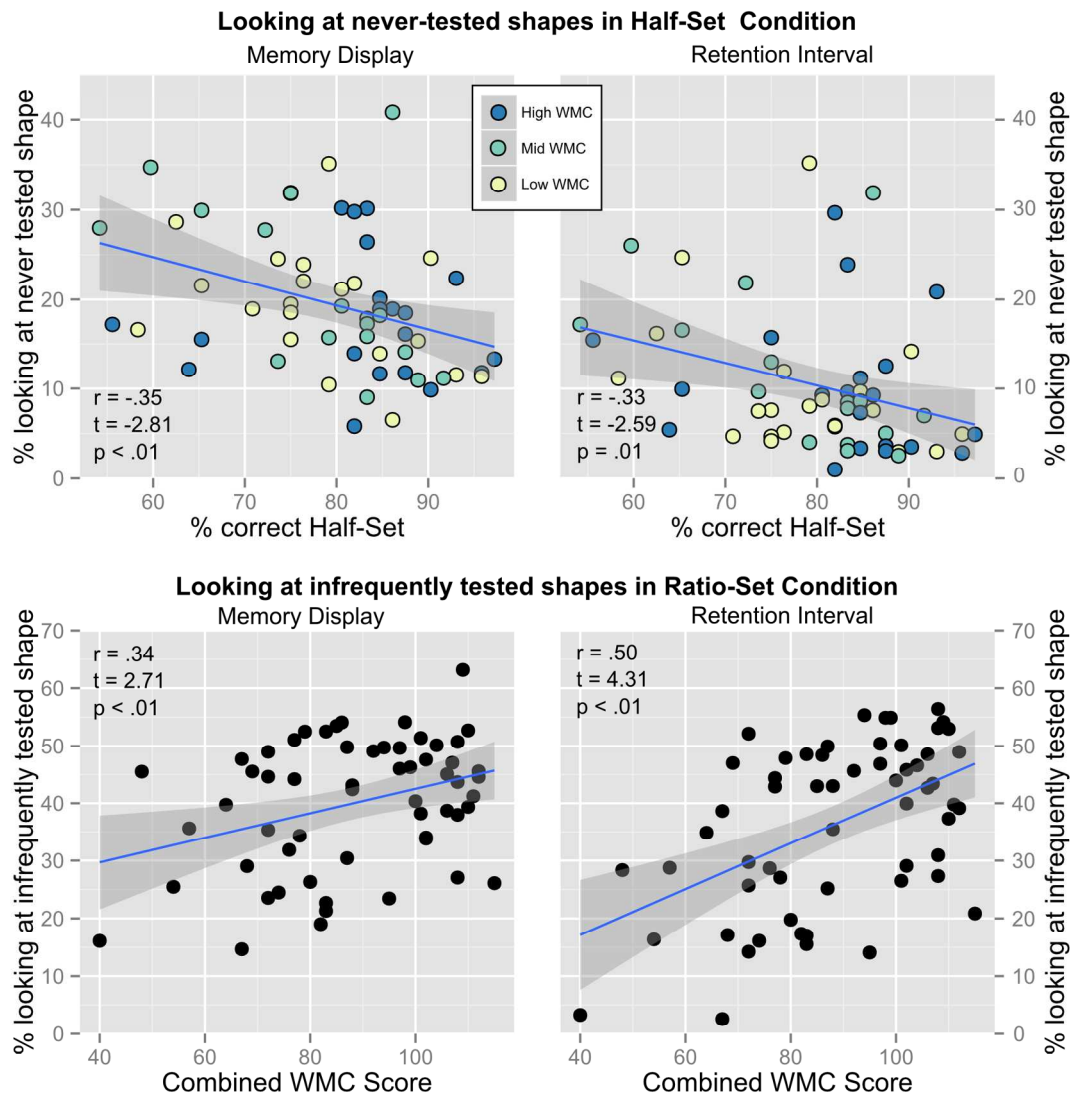 Looking at never-tested shapes in Half-Set Condition
Memory Display
Retention Interval
% looking at never tested shape
40
30
20
10
0
High WMC
Mid WMC
Low WMC
40
30
20
10
0
% looking at never tested shape
r = -.35
t = -2.81
p < .01
r = -.33
t = -2.59
p = .01
60 70 80 90
60 70 80 90
% correct Half-Set
% correct Half-Set
Looking at infrequently tested shapes in Ratio-Set Condition
Memory Display
Retention Interval
% looking at infrequently tested shape
70
60
50
40
30
20
10
0
r = .34
t = 2.71
p < .01
r = .50
t = 4.31
p < .01
70
60
50
40
30
20
10
0
% looking at infrequently tested shape
40 60 80 100
40 60 80 100
Combined WMC Score
Combined WMC Score